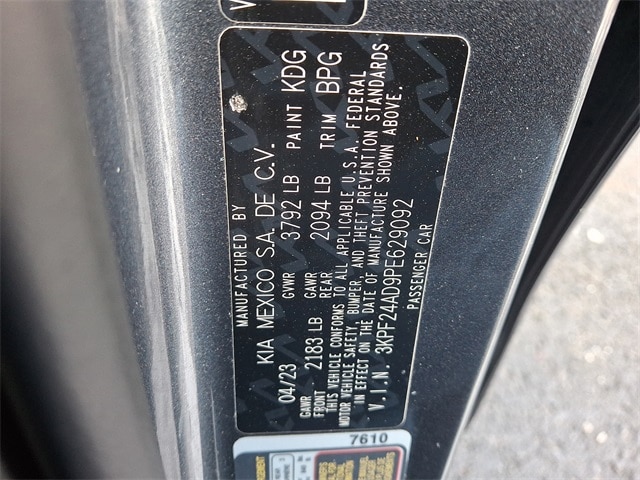 MANUFACTURED BY
KIA MEXICO S.A. DE C.V.
04/23 GVWR 3792 LB PAINT KDG
GAWR FRONT 2183 LB GAWR REAR 2094 LB TRIM BPG
THIS VEHICLE CONFORMS TO ALL APPLICABLE U.S.A. FEDERAL
MOTOR VEHICLE SAFETY, BUMPER, AND THEFT PREVENTION STANDARDS
IN EFFECT ON THE DATE OF MANUFACTURE SHOWN ABOVE.
V.I.N. 3KPF24AD9PE629092
PASSENGER CAR
7610